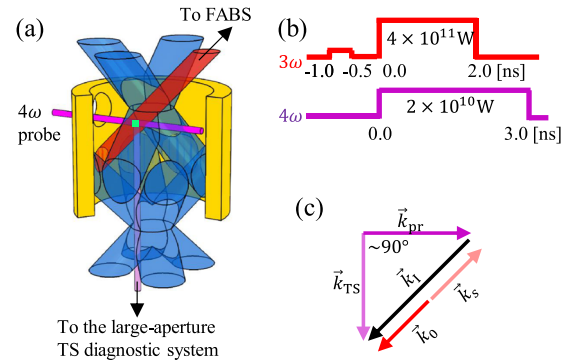 (a)
To FABS
4ω
probe
To the large-aperture
TS diagnostic system
(b)
3ω
4 × 10¹¹W
-1.0
-0.5
0.0
2.0 [ns]
4ω
2 × 10¹⁰W
0.0
3.0 [ns]
(c)
k⃗pr
~90°
k⃗TS
k⃗I
k⃗s
k⃗0